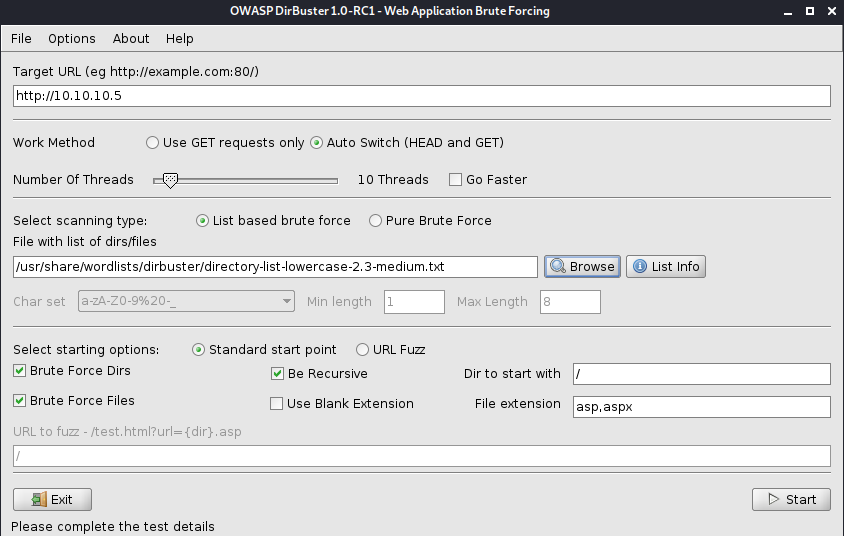 OWASP DirBuster 1.0-RC1 - Web Application Brute Forcing
File Options About Help
Target URL (eg http://example.com:80/)
http://10.10.10.5
Work Method Use GET requests only Auto Switch (HEAD and GET)
Number Of Threads 10 Threads Go Faster
Select scanning type: List based brute force Pure Brute Force
File with list of dirs/files
/usr/share/wordlists/dirbuster/directory-list-lowercase-2.3-medium.txt Browse List Info
Char set a-zA-Z0-9%20-_ Min length 1 Max Length 8
Select starting options: Standard start point URL Fuzz
Brute Force Dirs Be Recursive Dir to start with /
Brute Force Files Use Blank Extension File extension asp,aspx
URL to fuzz - /test.html?url={dir}.asp
/
Exit Start
Please complete the test details